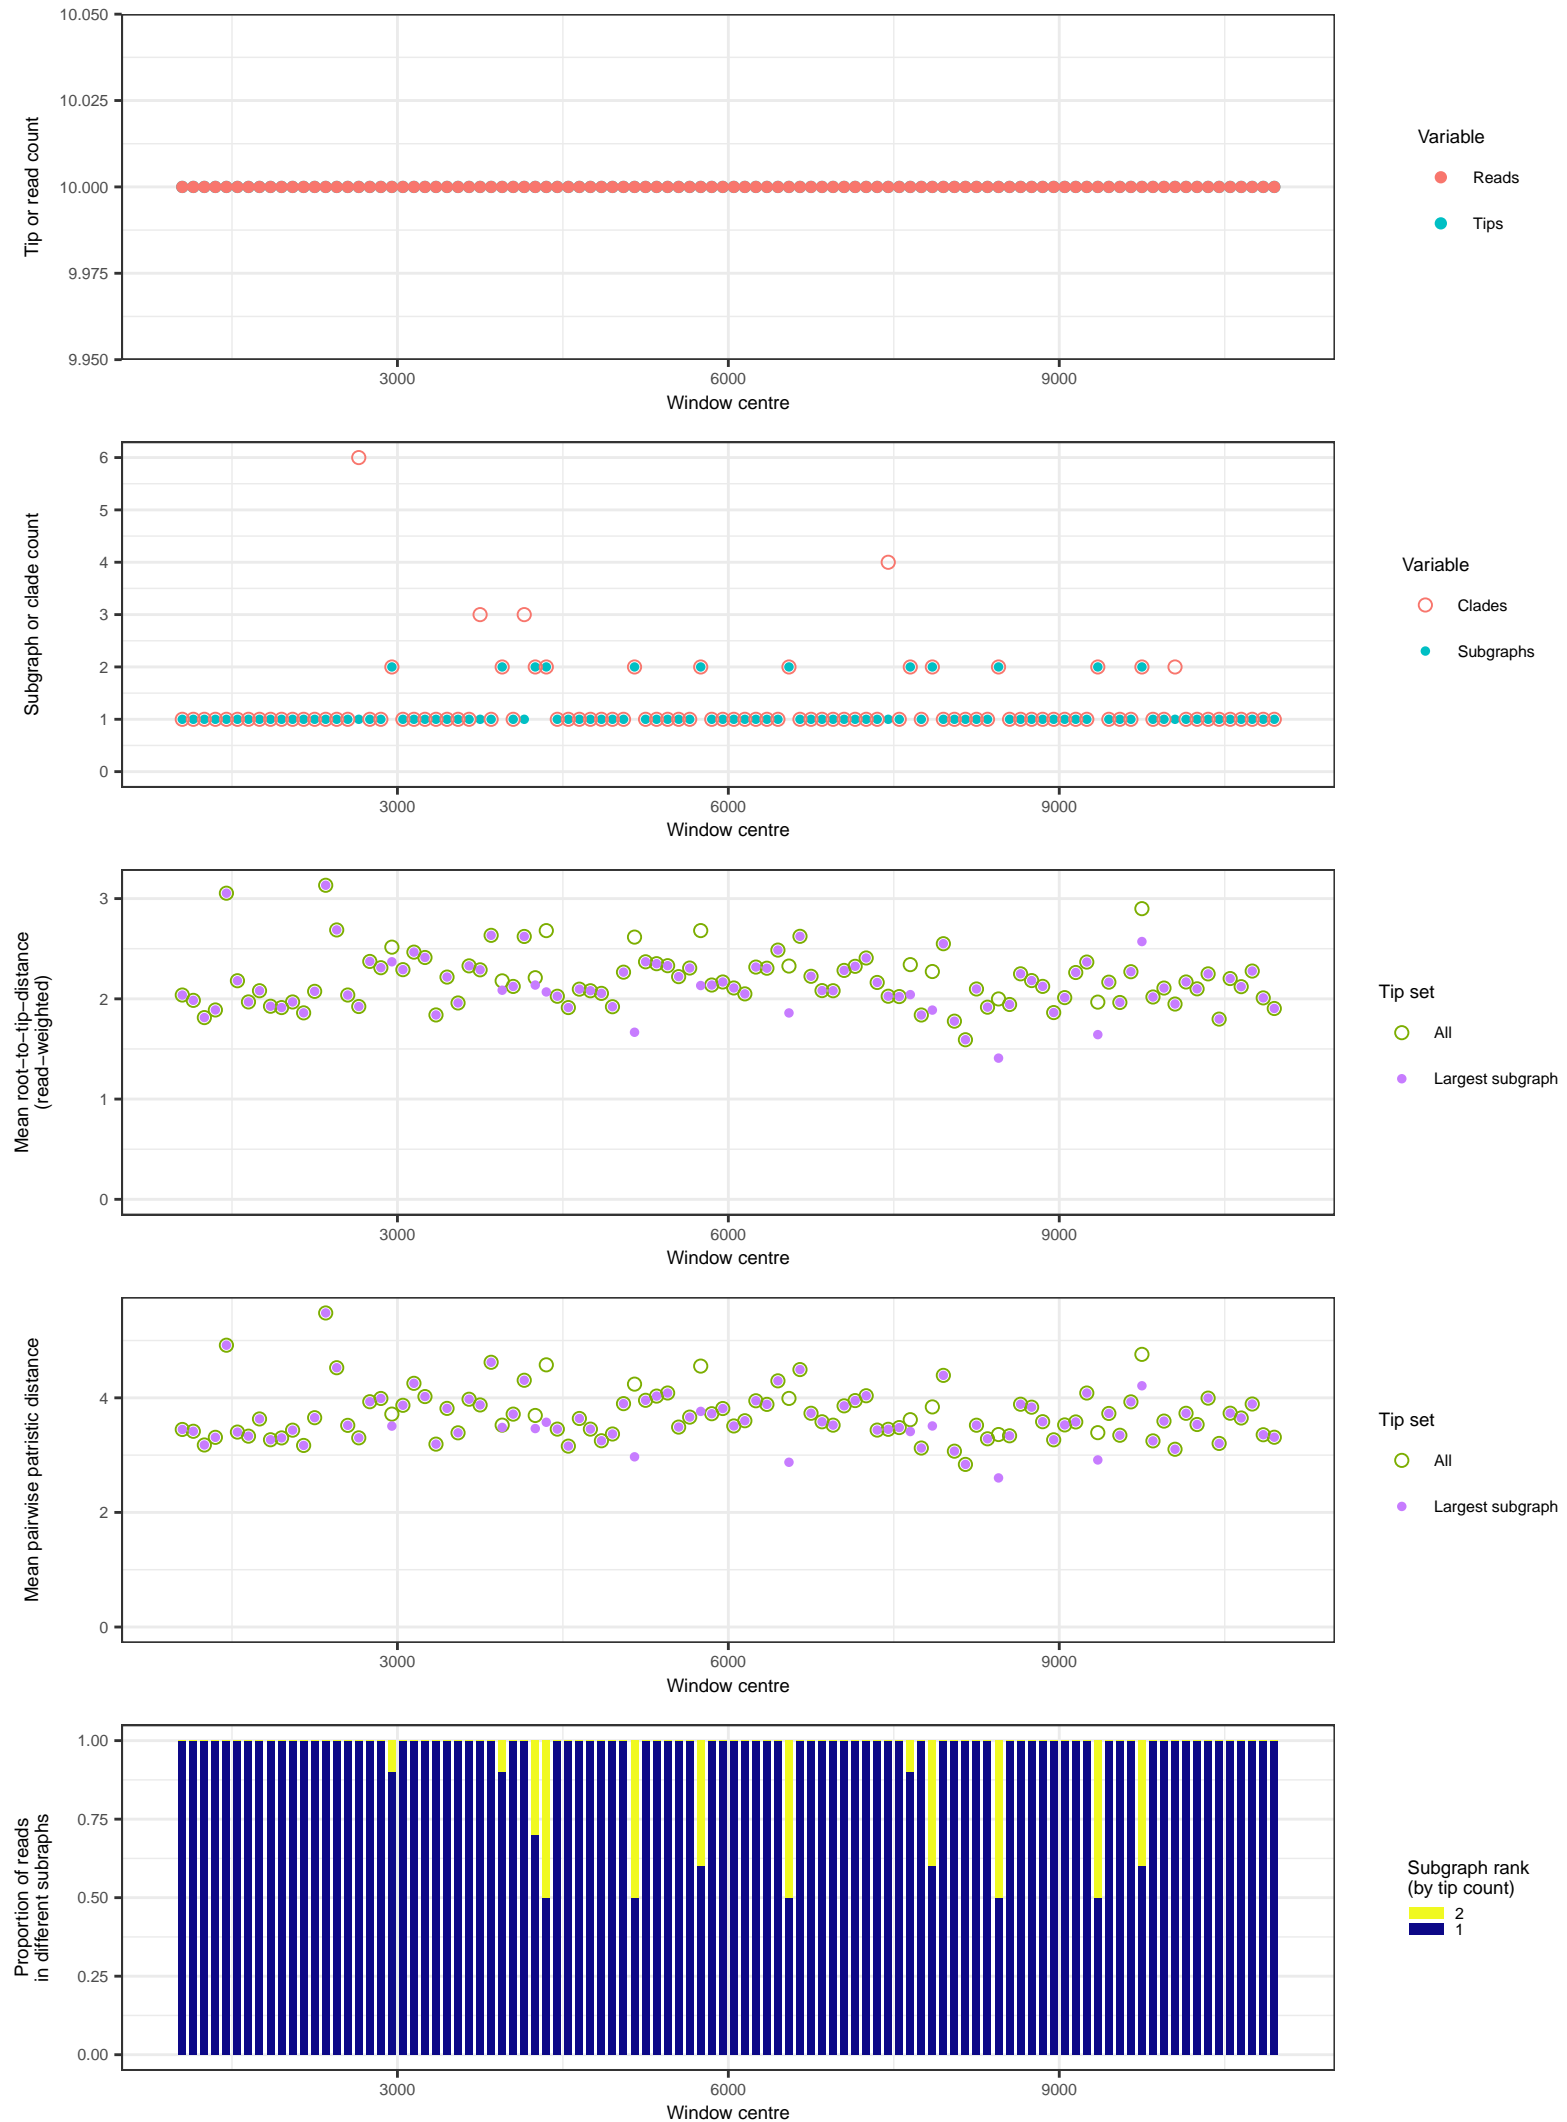 10.050
10.025
10.000
9.975
9.950
Tip or read count
3000 6000 9000
Window centre
Variable
Reads
Tips
6
5
4
3
2
1
0
Subgraph or clade count
3000 6000 9000
Window centre
Variable
Clades
Subgraphs
3
2
1
0
Mean root−to−tip−distance
(read−weighted)
3000 6000 9000
Window centre
Tip set
All
Largest subgraph
4
2
0
Mean pairwise patristic distance
3000 6000 9000
Window centre
Tip set
All
Largest subgraph
1.00
0.75
0.50
0.25
0.00
Proportion of reads
in different subraphs
3000 6000 9000
Window centre
Subgraph rank
(by tip count)
2
1